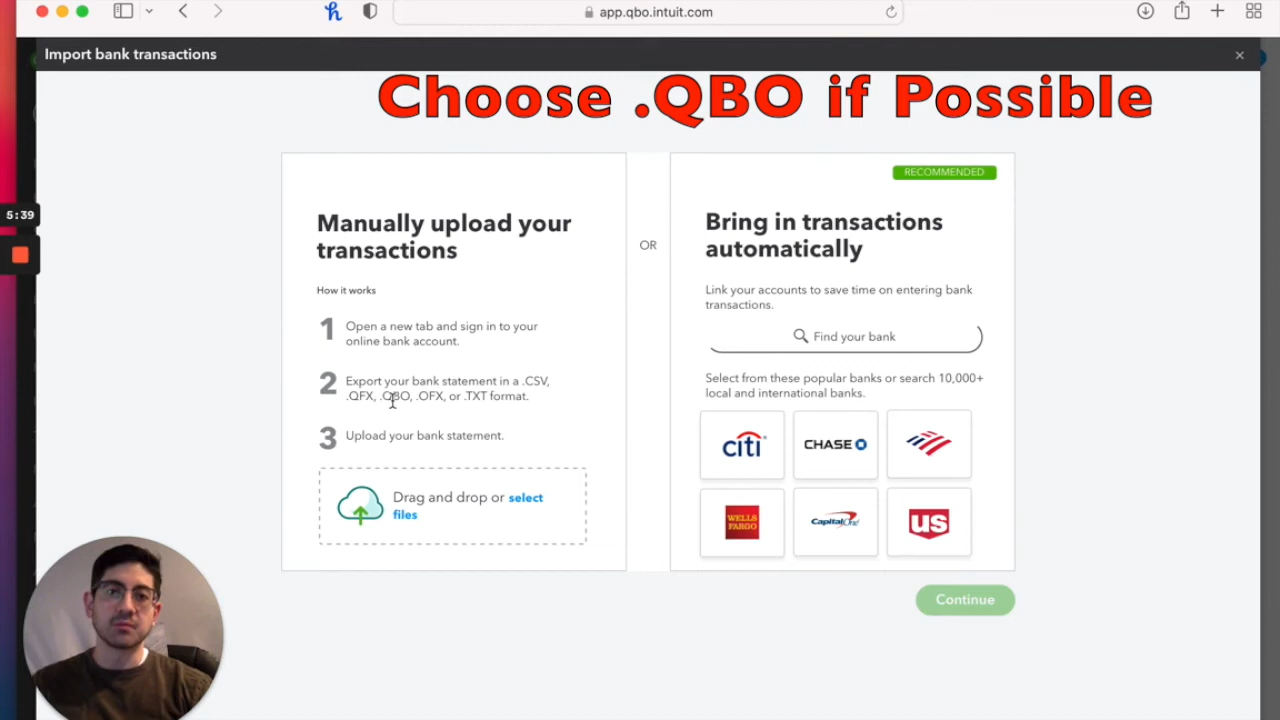 app.qbo.intuit.com
Import bank transactions
Choose .QBO if Possible
5:39
Manually upload your
transactions
How it works
1 Open a new tab and sign in to your
online bank account.
2 Export your bank statement in a .CSV,
.QFX, .QBO, .OFX, or .TXT format.
3 Upload your bank statement.
Drag and drop or select
files
OR
RECOMMENDED
Bring in transactions
automatically
Link your accounts to save time on entering bank
transactions.
Find your bank
Select from these popular banks or search 10,000+
local and international banks.
citi
CHASE
WELLS
FARGO
Capital One
us
Continue